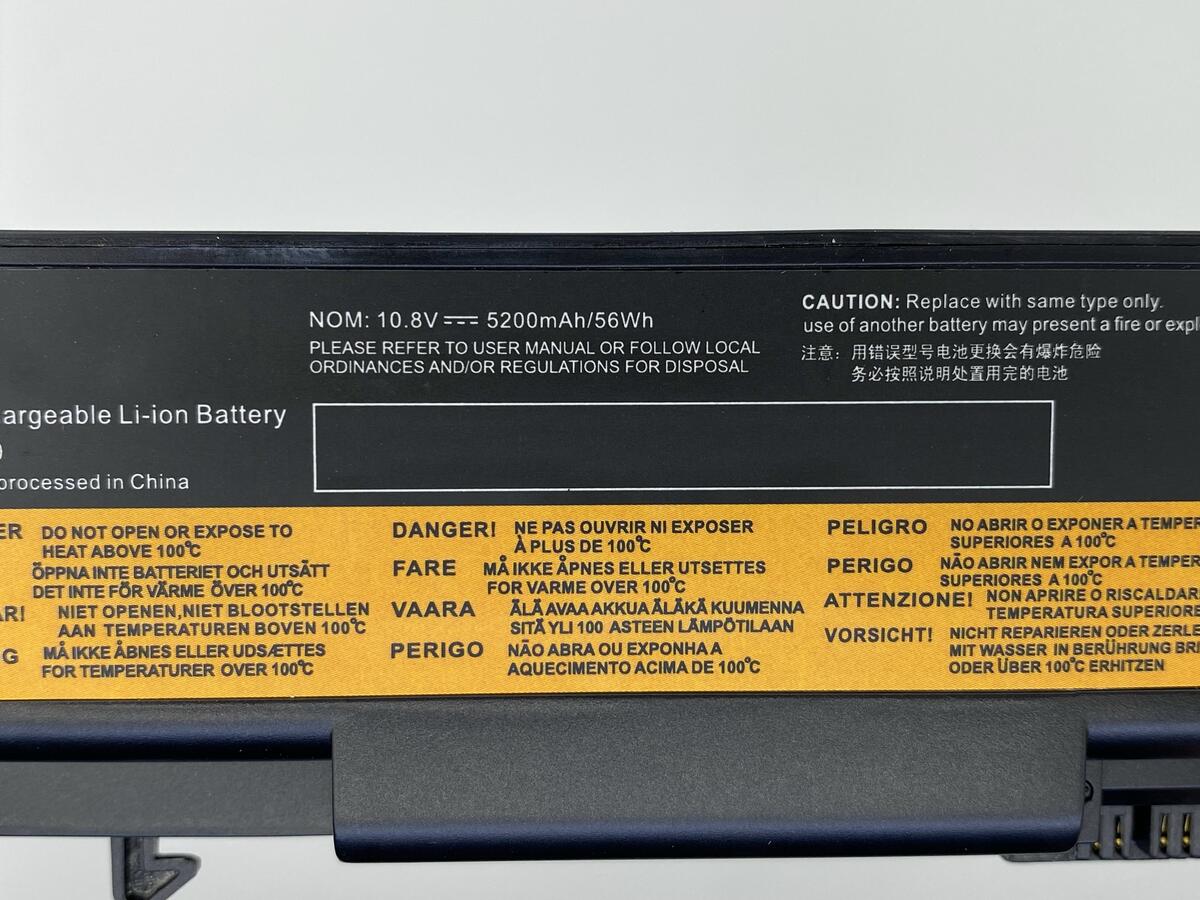 NOM: 10.8V 5200mAh/56Wh
PLEASE REFER TO USER MANUAL OR FOLLOW LOCAL
ORDINANCES AND/OR REGULATIONS FOR DISPOSAL
CAUTION: Replace with same type only.
use of another battery may present a fire or expl
注意: 用错误型号电池更换会有爆炸危险
务必按照说明处置用完的电池
argeable Li-ion Battery
processed in China
ER DO NOT OPEN OR EXPOSE TO
HEAT ABOVE 100℃
ÖPPNA INTE BATTERIET OCH UTSÄTT
DET INTE FÖR VÄRME ÖVER 100℃
AR! NIET OPENEN,NIET BLOOTSTELLEN
AAN TEMPERATUREN BOVEN 100℃
G MÅ IKKE ÅBNES ELLER UDSÆTTES
FOR TEMPERATURER OVER 100℃
DANGER! NE PAS OUVRIR NI EXPOSER
À PLUS DE 100℃
FARE MÅ IKKE ÅPNES ELLER UTSETTES
FOR VARME OVER 100℃
VAARA ÄLÄ AVAA AKKUA ÄLÄKÄ KUUMENNA
SITÄ YLI 100 ASTEEN LÄMPÖTILAAN
PERIGO NÃO ABRA OU EXPONHA A
AQUECIMENTO ACIMA DE 100℃
PELIGRO NO ABRIR O EXPONER A TEMPER
SUPERIORES A 100℃
PERIGO NÃO ABRIR NEM EXPOR A TEMPER
SUPERIORES A 100℃
ATTENZIONE! NON APRIRE O RISCALDAR
TEMPERATURA SUPERIORE
VORSICHT! NICHT REPARIEREN ODER ZERLE
MIT WASSER IN BERÜHRUNG BRI
ODER ÜBER 100℃ ERHITZEN